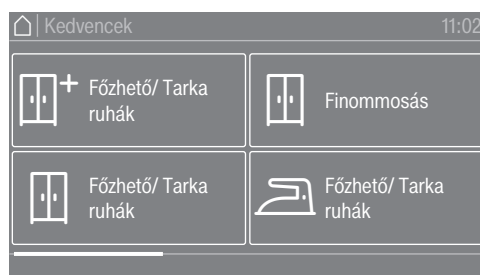 Kedvencek 11:02
Főzhető/ Tarka
ruhák
Finommosás
Főzhető/ Tarka
ruhák
Főzhető/ Tarka
ruhák